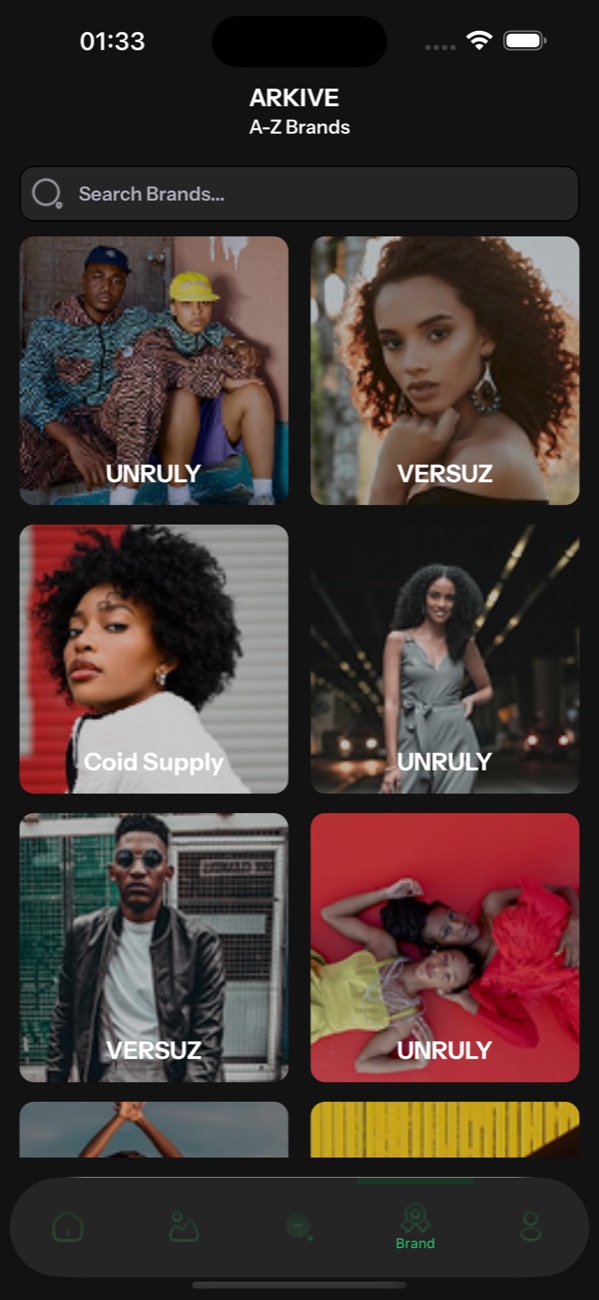 01:33
ARKIVE
A-Z Brands
Search Brands...
UNRULY
VERSUZ
Coid Supply
UNRULY
VERSUZ
UNRULY
Brand